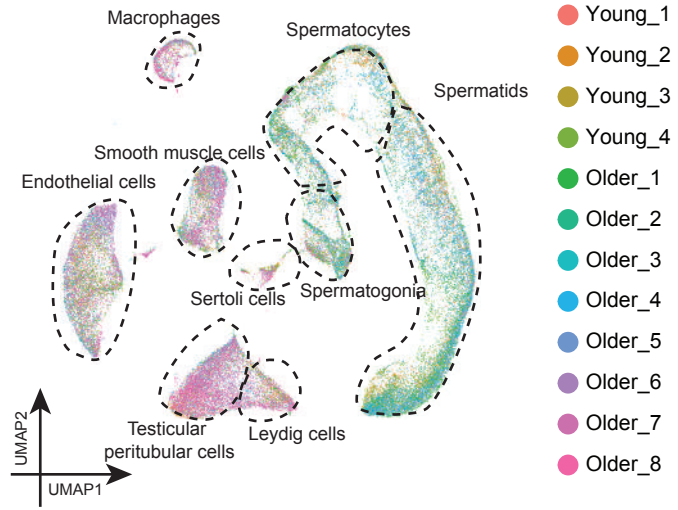 Macrophages
Spermatocytes
Spermatids
Smooth muscle cells
Endothelial cells
Sertoli cells
Spermatogonia
Testicular
peritubular cells
Leydig cells
UMAP2
UMAP1
Young_1
Young_2
Young_3
Young_4
Older_1
Older_2
Older_3
Older_4
Older_5
Older_6
Older_7
Older_8